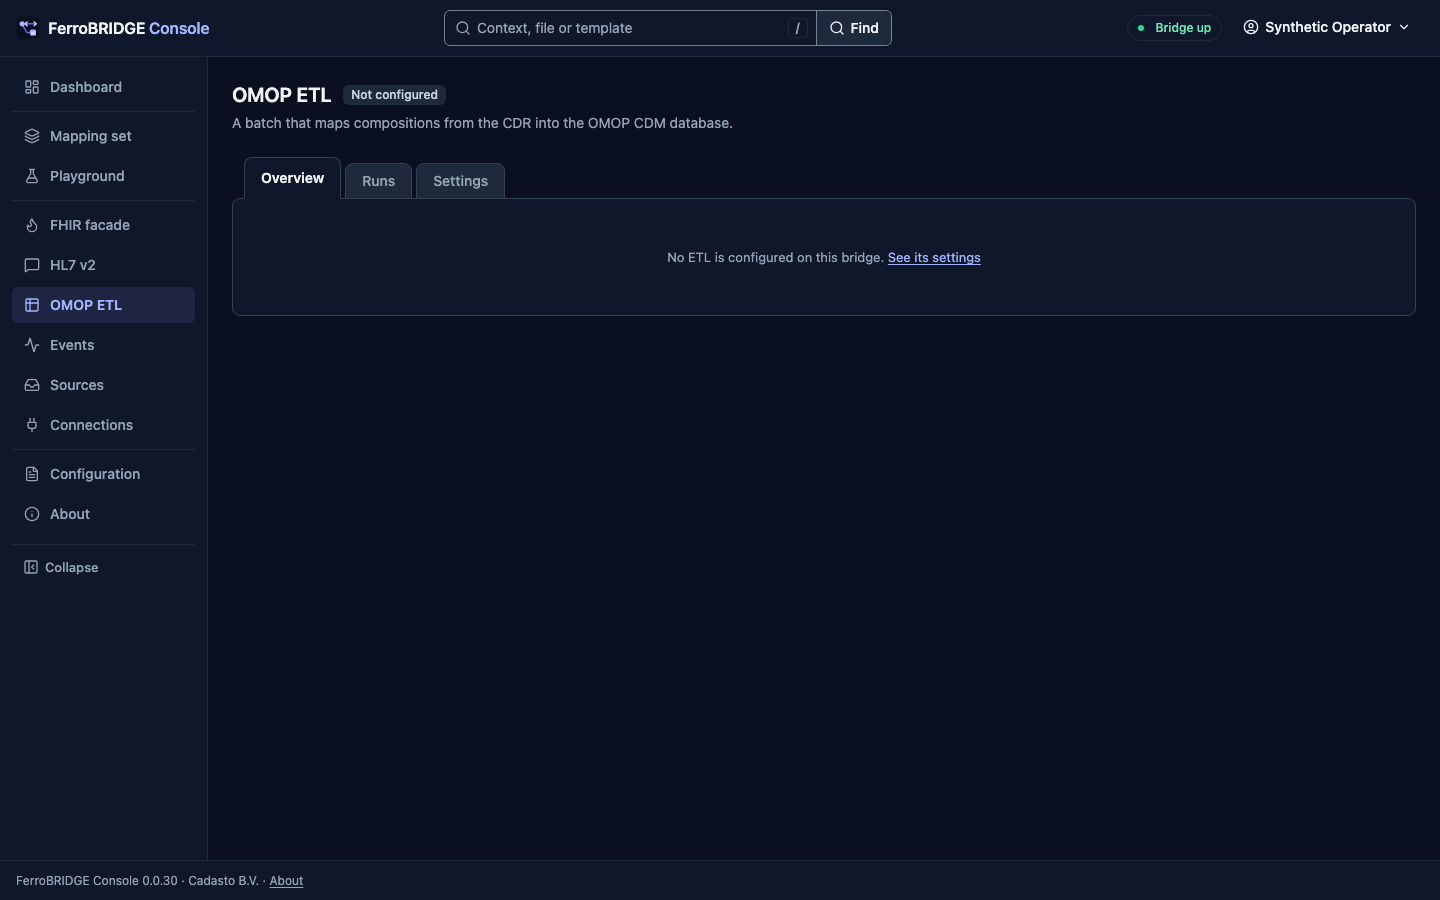 FerroBRIDGE Console
Context, file or template
/
Find
Bridge up
Synthetic Operator
Dashboard
Mapping set
Playground
FHIR facade
HL7 v2
OMOP ETL
Events
Sources
Connections
Configuration
About
Collapse
OMOP ETL
Not configured
A batch that maps compositions from the CDR into the OMOP CDM database.
Overview
Runs
Settings
No ETL is configured on this bridge. See its settings
FerroBRIDGE Console 0.0.30 · Cadasto B.V. · About